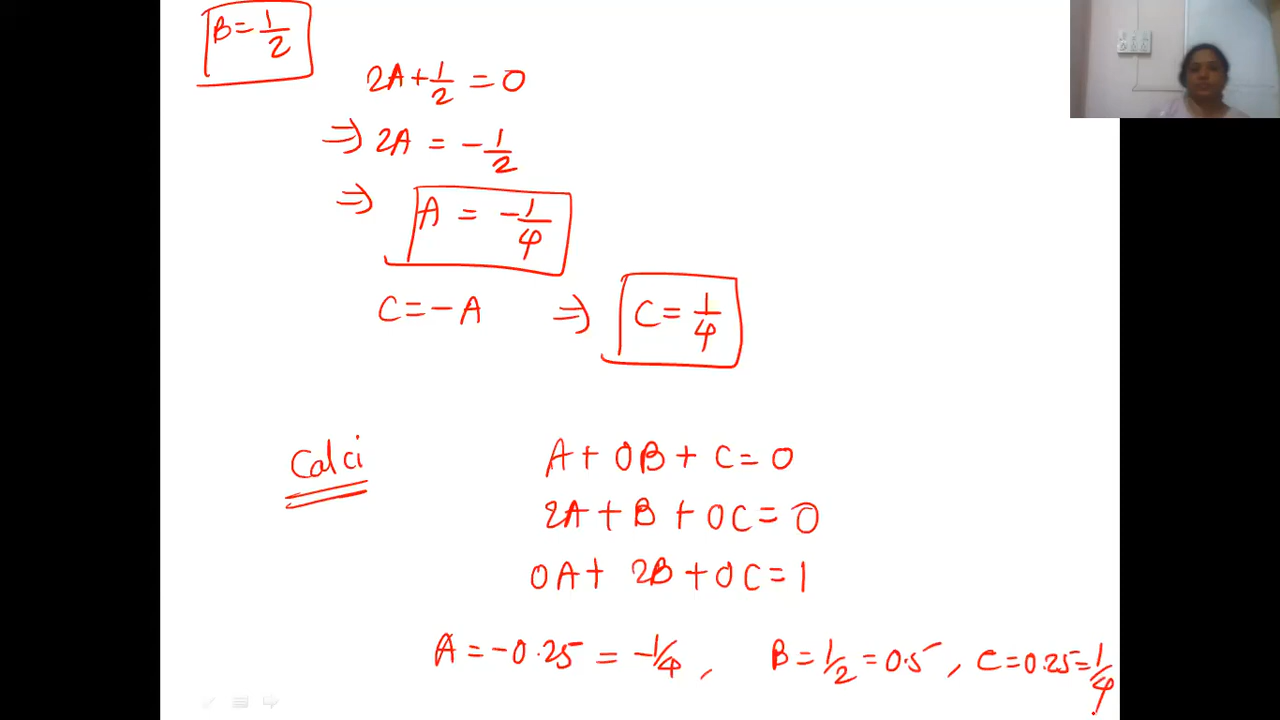 B = 1/2
2A + 1/2 = 0
⇒ 2A = -1/2
⇒ A = -1/4
C = -A ⇒ C = 1/4
Calci
A + 0B + C = 0
2A + B + 0C = 0
0A + 2B + 0C = 1
A = -0.25 = -1/4, B = 1/2 = 0.5, C = 0.25 = 1/4